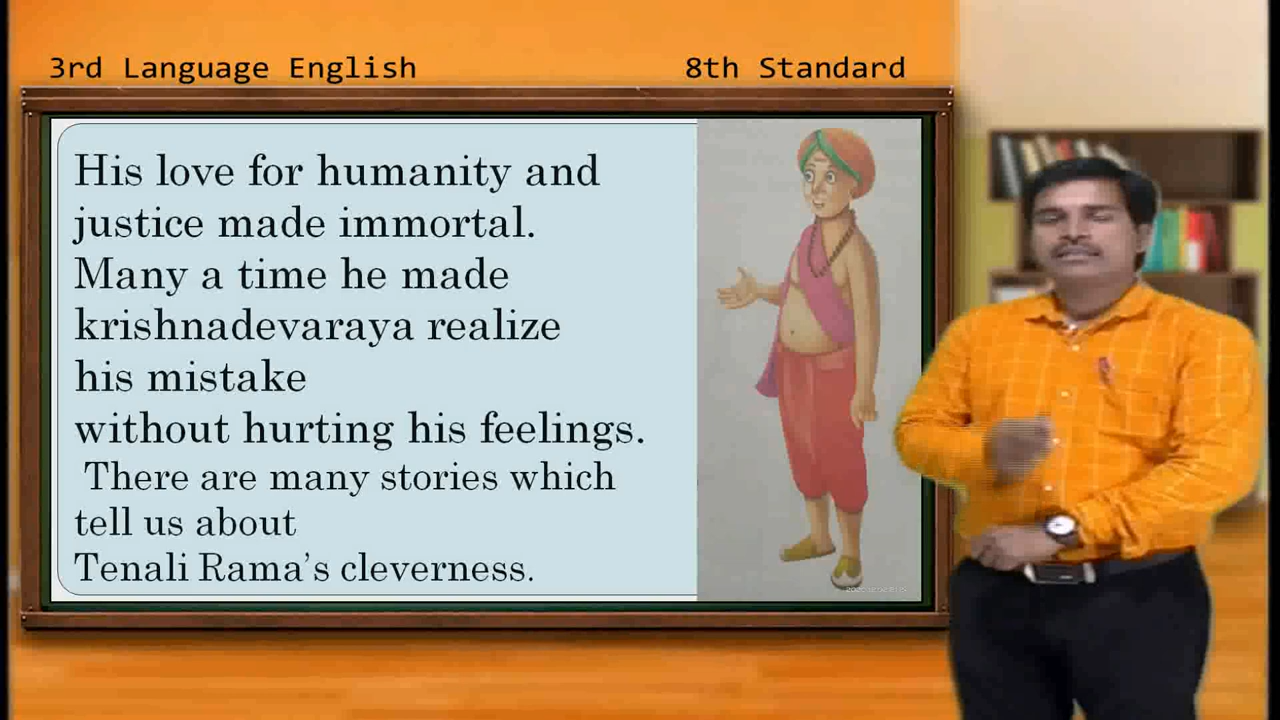 3rd Language English
8th Standard
His love for humanity and
justice made immortal.
Many a time he made
krishnadevaraya realize
his mistake
without hurting his feelings.
There are many stories which
tell us about
Tenali Rama's cleverness.